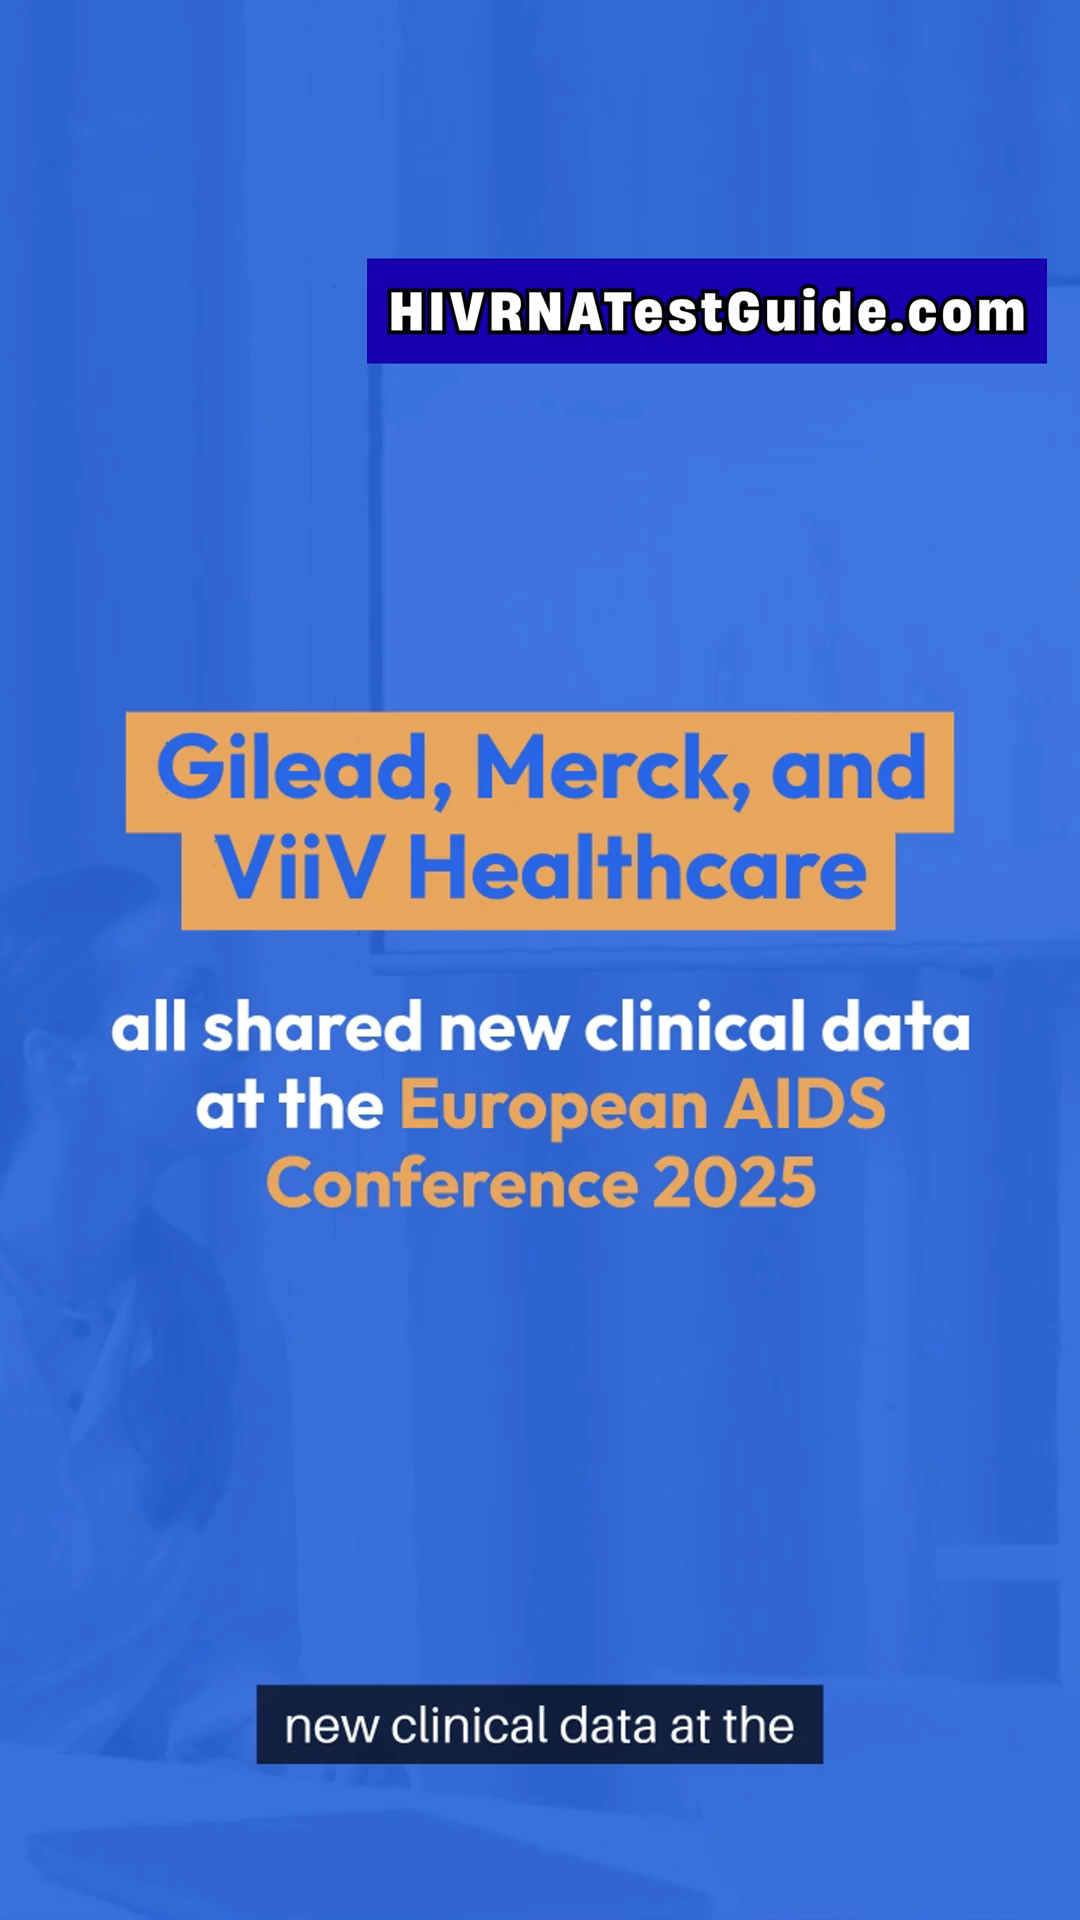 HIVRNATestGuide.com
Gilead, Merck, and
ViiV Healthcare
all shared new clinical data
at the European AIDS
Conference 2025
new clinical data at the